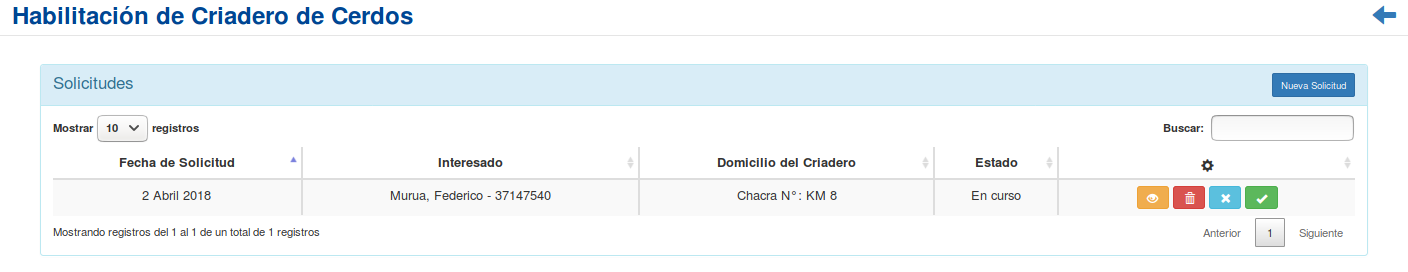 Habilitación de Criadero de Cerdos
Solicitudes
Nueva Solicitud
Mostrar 10 registros
Buscar:
Fecha de Solicitud Interesado Domicilio del Criadero Estado
2 Abril 2018 Murua, Federico - 37147540 Chacra N°: KM 8 En curso
Mostrando registros del 1 al 1 de un total de 1 registros
Anterior 1 Siguiente